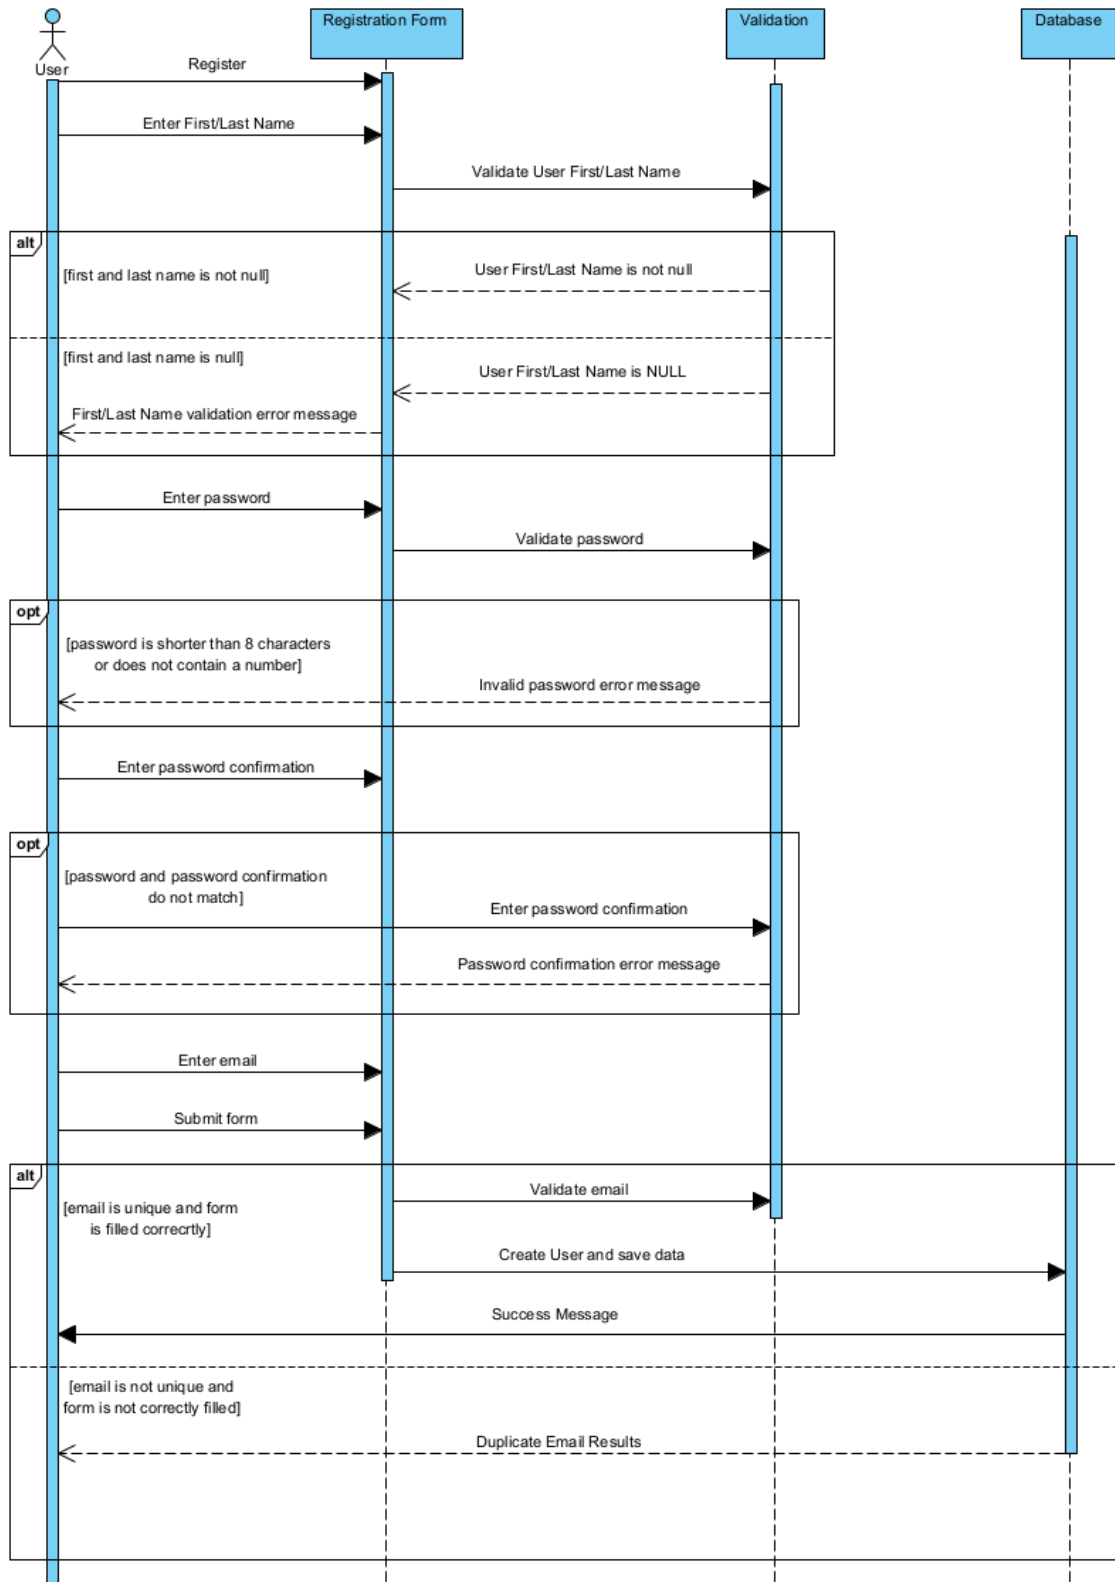 Registration Form
Validation
Database
User
Register
Enter First/Last Name
Validate User First/Last Name
alt
[first and last name is not null]
User First/Last Name is not null
[first and last name is null]
User First/Last Name is NULL
First/Last Name validation error message
Enter password
Validate password
opt
[password is shorter than 8 characters
or does not contain a number]
Invalid password error message
Enter password confirmation
opt
[password and password confirmation
do not match]
Enter password confirmation
Password confirmation error message
Enter email
Submit form
alt
Validate email
[email is unique and form
is filled correcrtly]
Create User and save data
Success Message
[email is not unique and
form is not correctly filled]
Duplicate Email Results